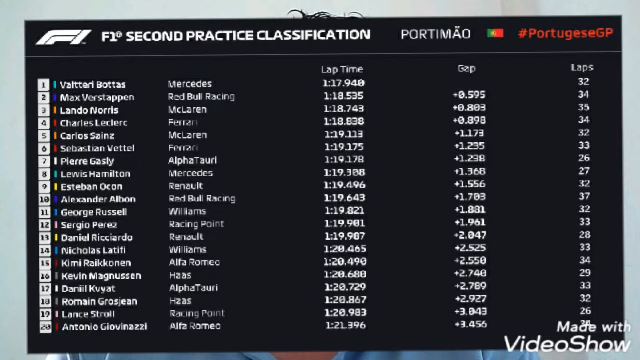 F1 F1® SECOND PRACTICE CLASSIFICATION PORTIMÃO #PortugeseGP
Lap Time Gap Laps
1 Valtteri Bottas Mercedes 1:17.940 32
2 Max Verstappen Red Bull Racing 1:18.535 +0.595 34
3 Lando Norris McLaren 1:18.743 +0.803 35
4 Charles Leclerc Ferrari 1:18.838 +0.898 34
5 Carlos Sainz McLaren 1:19.113 +1.173 32
6 Sebastian Vettel Ferrari 1:19.175 +1.235 33
7 Pierre Gasly AlphaTauri 1:19.178 +1.238 26
8 Lewis Hamilton Mercedes 1:19.308 +1.368 27
9 Esteban Ocon Renault 1:19.496 +1.556 32
10 Alexander Albon Red Bull Racing 1:19.643 +1.703 37
11 George Russell Williams 1:19.821 +1.881 32
12 Sergio Perez Racing Point 1:19.901 +1.961 33
13 Daniel Ricciardo Renault 1:19.987 +2.047 28
14 Nicholas Latifi Williams 1:20.465 +2.525 33
15 Kimi Raikkonen Alfa Romeo 1:20.490 +2.550 34
16 Kevin Magnussen Haas 1:20.680 +2.740 29
17 Daniil Kvyat AlphaTauri 1:20.729 +2.789 33
18 Romain Grosjean Haas 1:20.867 +2.927 32
19 Lance Stroll Racing Point 1:20.983 +3.043 26
20 Antonio Giovinazzi Alfa Romeo 1:21.396 +3.456
Made with
VideoShow